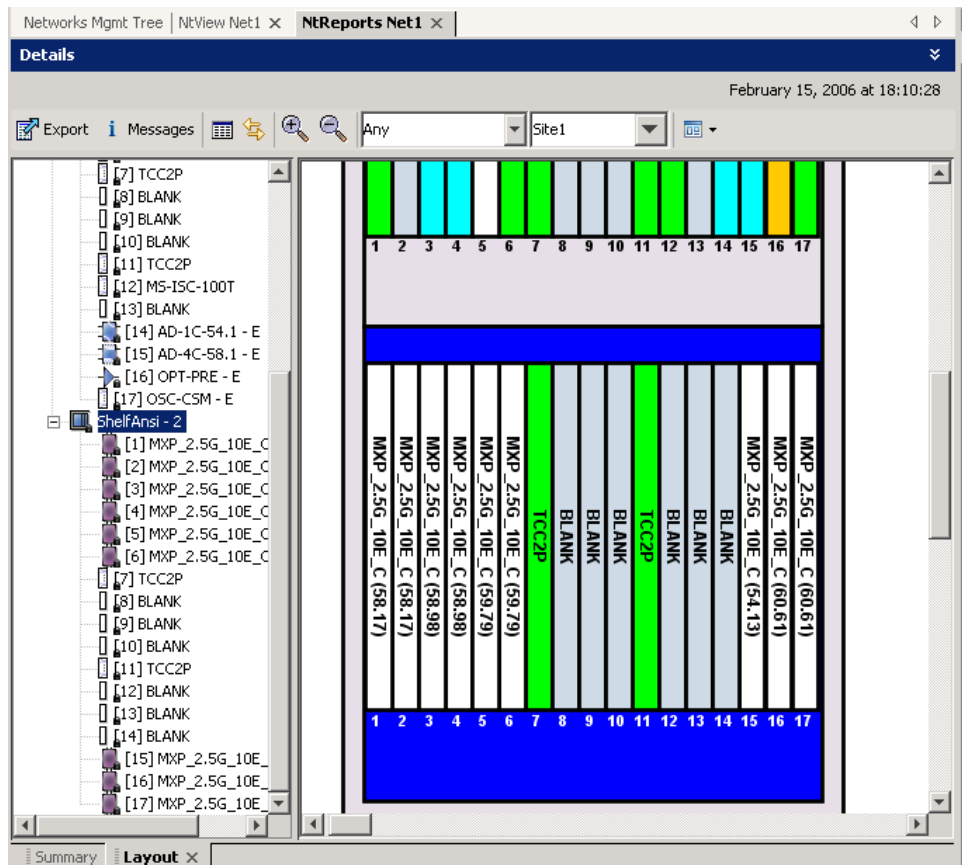 Networks Mgmt Tree NtView Net1 NtReports Net1
Details
February 15, 2006 at 18:10:28
Export Messages Any Site1
[7] TCC2P
[8] BLANK
[9] BLANK
[10] BLANK
[11] TCC2P
[12] MS-ISC-100T
[13] BLANK
[14] AD-1C-54.1 - E
[15] AD-4C-58.1 - E
[16] OPT-PRE - E
[17] OSC-CSM - E
ShelfAnsi - 2
[1] MXP_2.5G_10E_C
[2] MXP_2.5G_10E_C
[3] MXP_2.5G_10E_C
[4] MXP_2.5G_10E_C
[5] MXP_2.5G_10E_C
[6] MXP_2.5G_10E_C
[7] TCC2P
[8] BLANK
[9] BLANK
[10] BLANK
[11] TCC2P
[12] BLANK
[13] BLANK
[14] BLANK
[15] MXP_2.5G_10E_
[16] MXP_2.5G_10E_
[17] MXP_2.5G_10E_
1 2 3 4 5 6 7 8 9 10 11 12 13 14 15 16 17
MXP_2.5G_10E_C (58.17)
MXP_2.5G_10E_C (58.17)
MXP_2.5G_10E_C (58.98)
MXP_2.5G_10E_C (58.98)
MXP_2.5G_10E_C (59.79)
MXP_2.5G_10E_C (59.79)
TCC2P
BLANK
BLANK
BLANK
TCC2P
BLANK
BLANK
BLANK
MXP_2.5G_10E_C (54.13)
MXP_2.5G_10E_C (60.61)
MXP_2.5G_10E_C (60.61)
1 2 3 4 5 6 7 8 9 10 11 12 13 14 15 16 17
Summary Layout